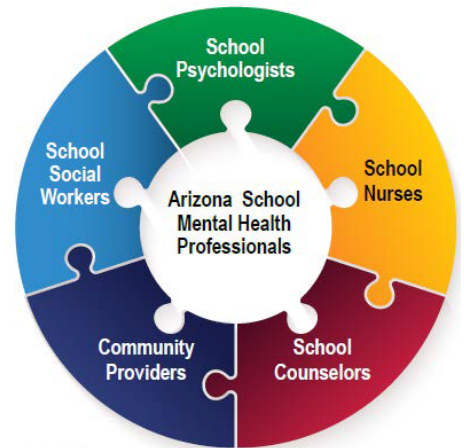 School
Psychologists
School
Social
Workers
Arizona School
Mental Health
Professionals
School
Nurses
Community
Providers
School
Counselors